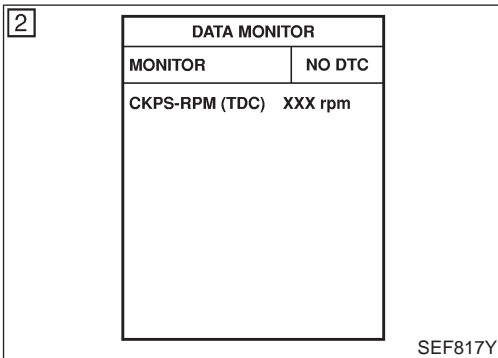 2
DATA MONITOR
MONITOR NO DTC
CKPS-RPM (TDC) XXX rpm
SEF817Y